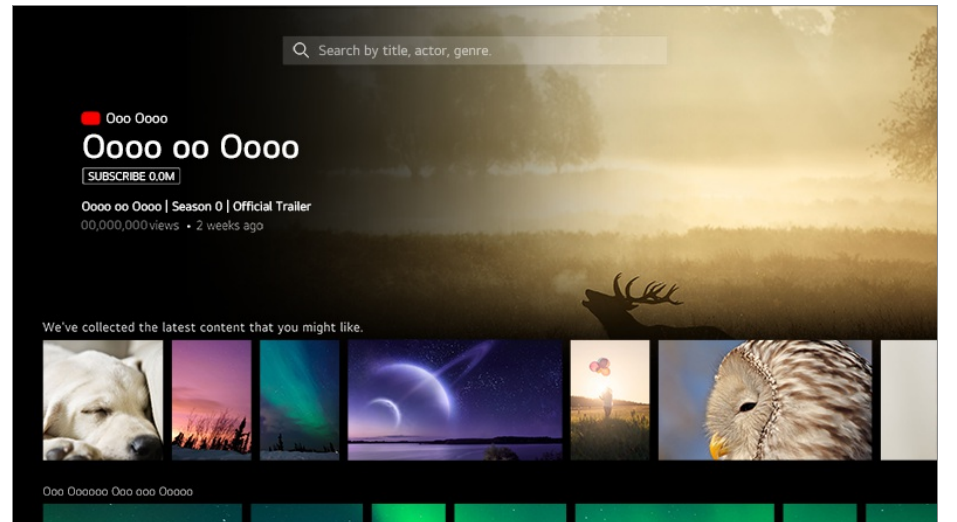 Search by title, actor, genre.
Ooo Oooo
Oooo oo Oooo
SUBSCRIBE 0.0M
Oooo oo Oooo | Season 0 | Official Trailer
00,000,000 views • 2 weeks ago
We've collected the latest content that you might like.
Ooo Oooooo Ooo ooo Ooooo